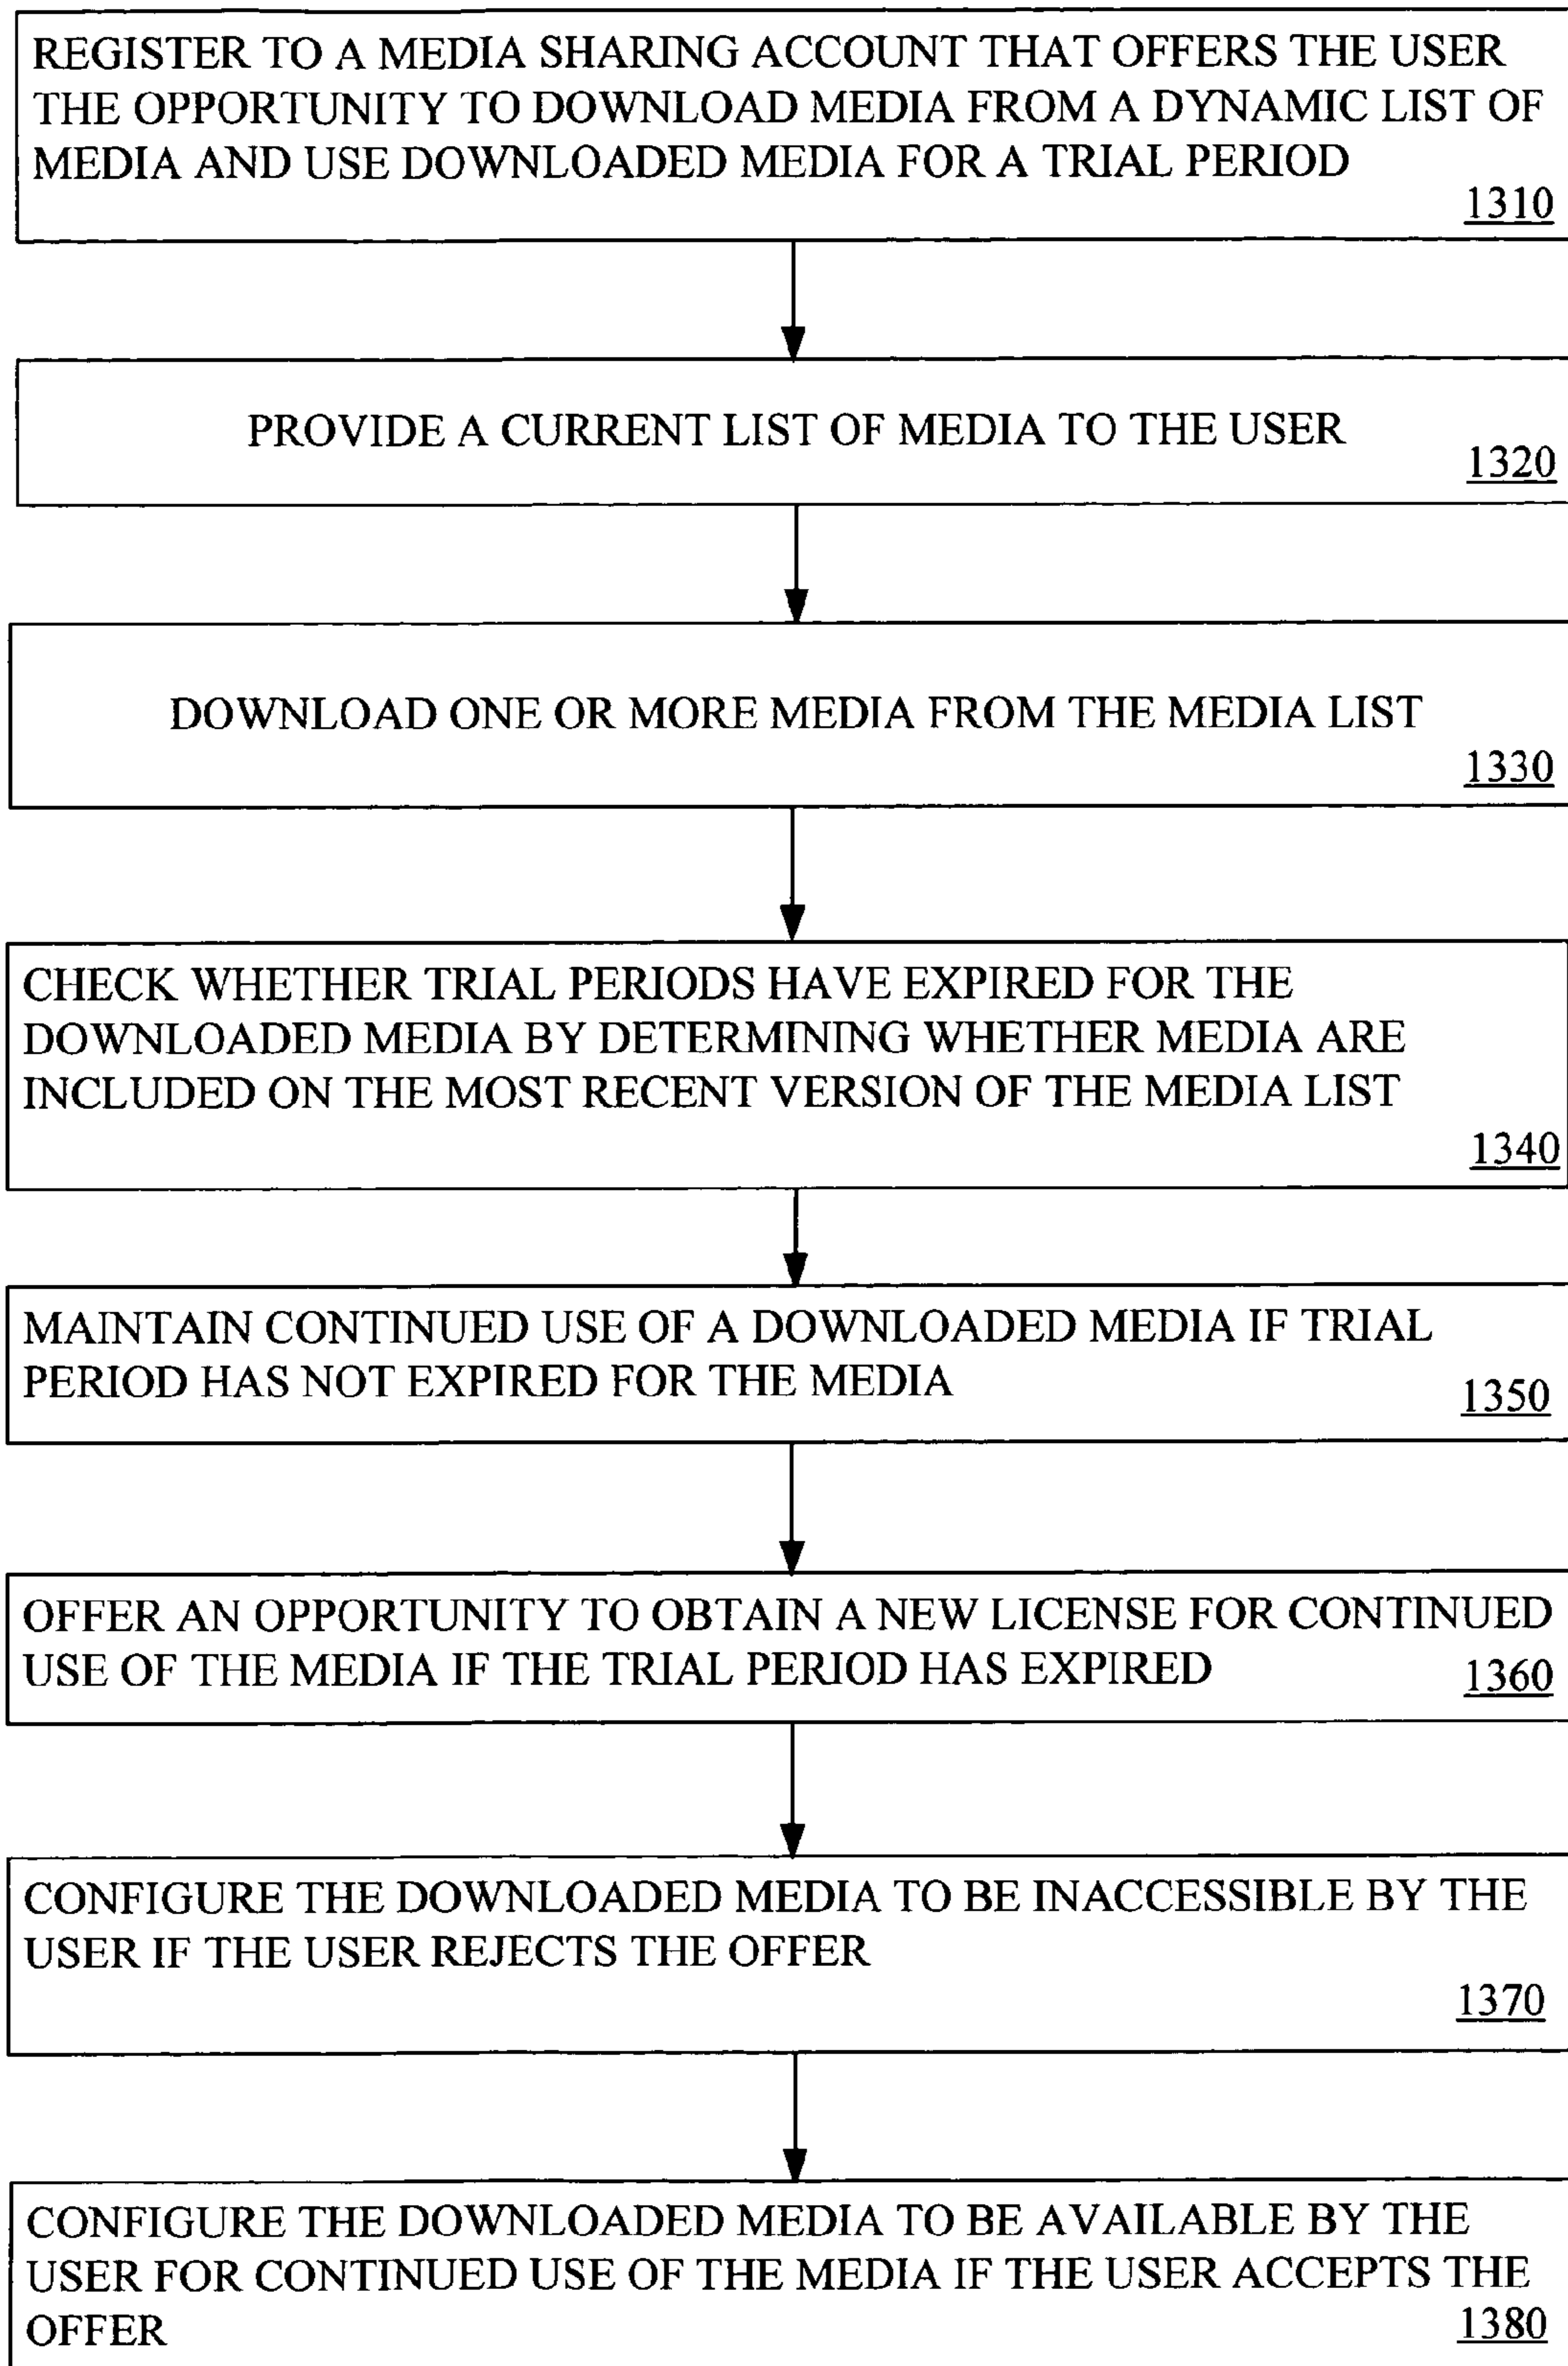 REGISTER TO A MEDIA SHARING ACCOUNT THAT OFFERS THE USER
THE OPPORTUNITY TO DOWNLOAD MEDIA FROM A DYNAMIC LIST OF
MEDIA AND USE DOWNLOADED MEDIA FOR A TRIAL PERIOD
1310
PROVIDE A CURRENT LIST OF MEDIA TO THE USER
1320
DOWNLOAD ONE OR MORE MEDIA FROM THE MEDIA LIST
1330
CHECK WHETHER TRIAL PERIODS HAVE EXPIRED FOR THE
DOWNLOADED MEDIA BY DETERMINING WHETHER MEDIA ARE
INCLUDED ON THE MOST RECENT VERSION OF THE MEDIA LIST
1340
MAINTAIN CONTINUED USE OF A DOWNLOADED MEDIA IF TRIAL
PERIOD HAS NOT EXPIRED FOR THE MEDIA
1350
OFFER AN OPPORTUNITY TO OBTAIN A NEW LICENSE FOR CONTINUED
USE OF THE MEDIA IF THE TRIAL PERIOD HAS EXPIRED
1360
CONFIGURE THE DOWNLOADED MEDIA TO BE INACCESSIBLE BY THE
USER IF THE USER REJECTS THE OFFER
1370
CONFIGURE THE DOWNLOADED MEDIA TO BE AVAILABLE BY THE
USER FOR CONTINUED USE OF THE MEDIA IF THE USER ACCEPTS THE
OFFER
1380